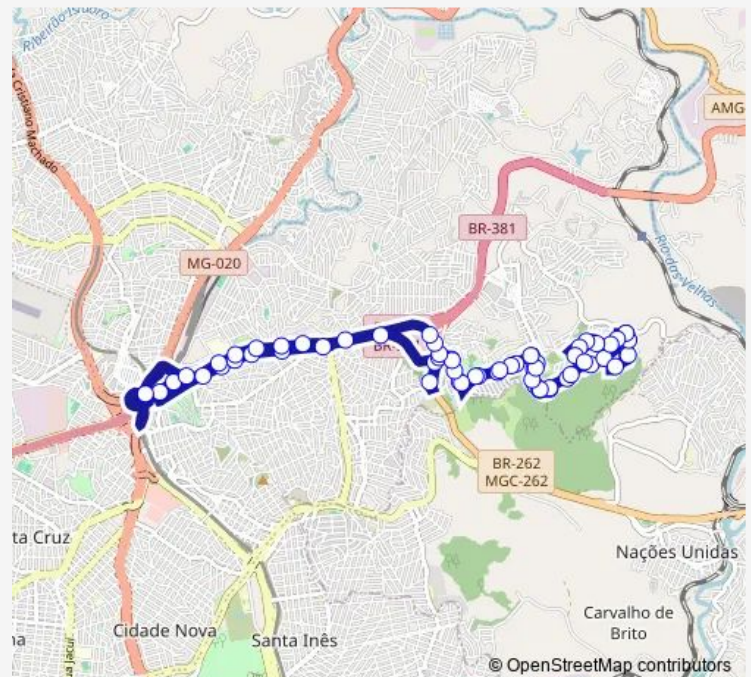 Ribeirão Isidoro
Cristiano Machado
AMG
BR-381
MG-020
Rio das Velhas
BR-262
MGC-262
ta Cruz
Nações Unidas
Cidade Nova
Santa Inês
Carvalho de
Brito
© OpenStreetMap contributors